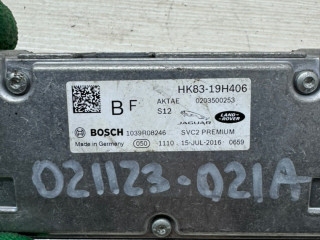 HK83-19H406
BF
AKTAE 0203500253
S12
JAGUAR LAND-ROVER
BOSCH 1039R08246 SVC2 PREMIUM
Made in Germany 050 1110 15-JUL-2016 0669
021123-021A